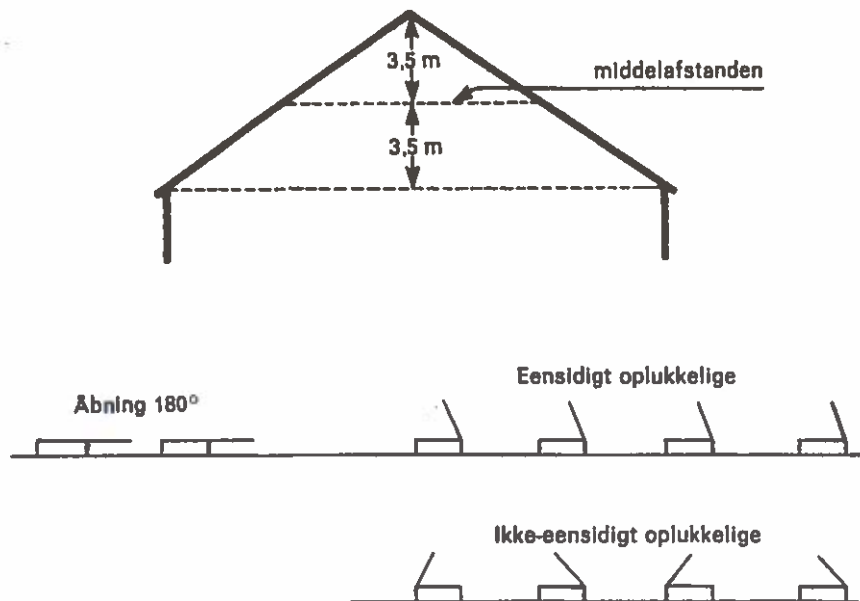 3,5 m
middelafstanden
3,5 m
Eensidigt oplukkelige
Åbning 180°
Ikke-eensidigt oplukkelige